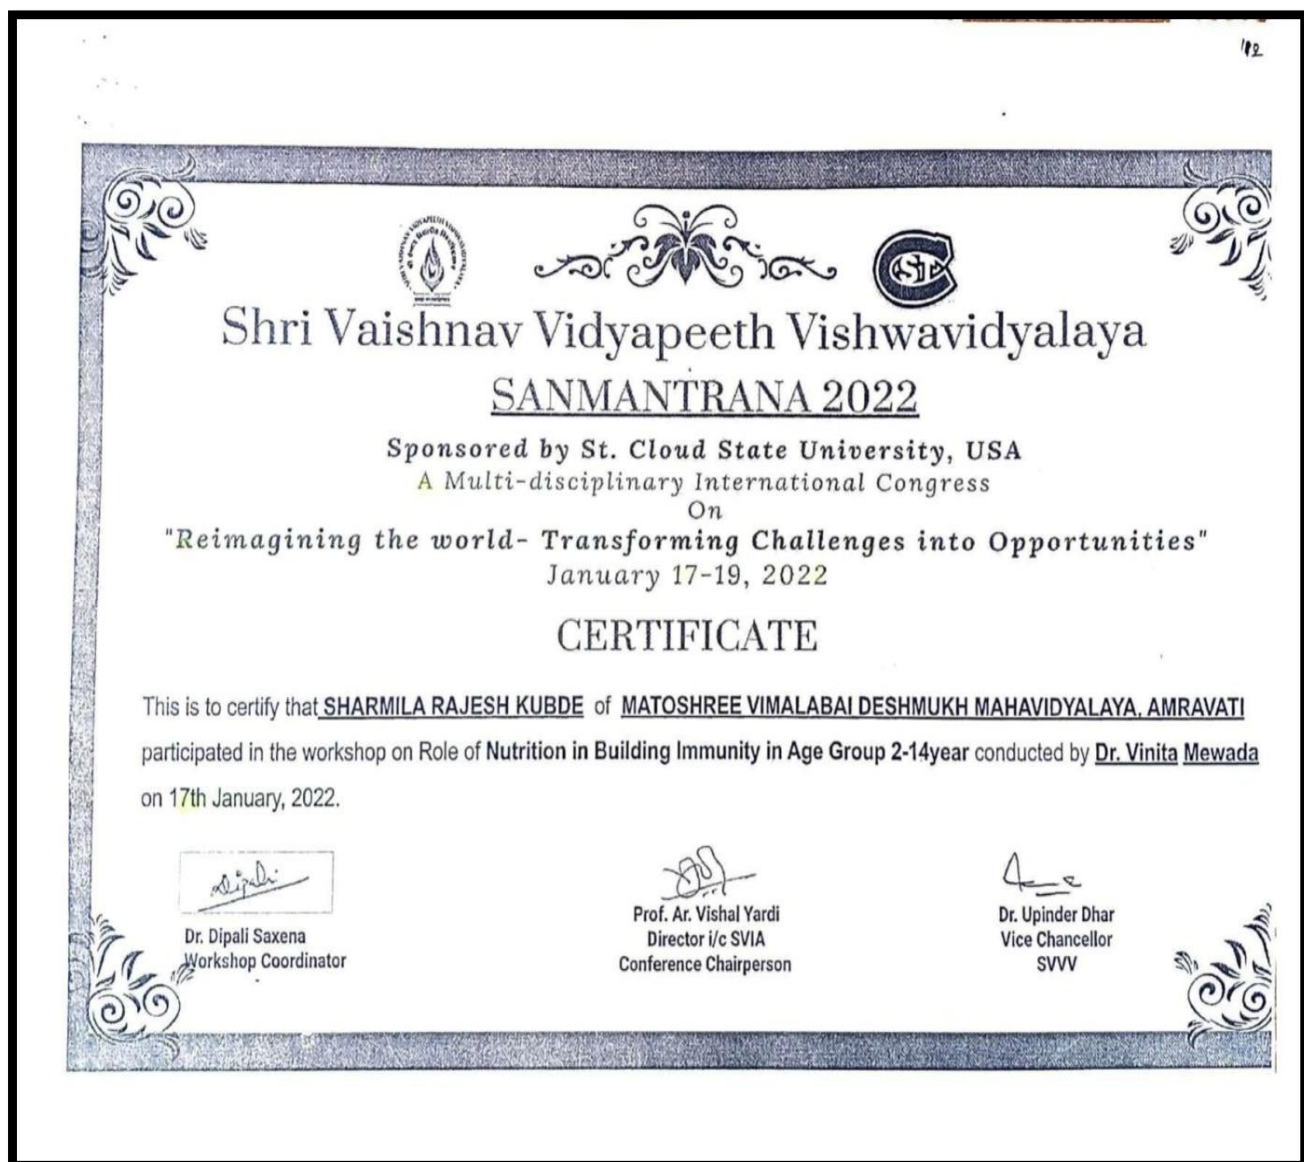 112
Shri Vaishnav Vidyapeeth Vishwavidyalaya
SANMANTRANA 2022
Sponsored by St. Cloud State University, USA
A Multi-disciplinary International Congress
On
"Reimagining the world- Transforming Challenges into Opportunities"
January 17-19, 2022
CERTIFICATE
This is to certify that SHARMILA RAJESH KUBDE of MATOSHREE VIMALABAI DESHMUKH MAHAVIDYALAYA, AMRAVATI
participated in the workshop on Role of Nutrition in Building Immunity in Age Group 2-14year conducted by Dr. Vinita Mewada
on 17th January, 2022.
Dipali
Dr. Dipali Saxena
Workshop Coordinator
Prof. Ar. Vishal Yardi
Director i/c SVIA
Conference Chairperson
Dr. Upinder Dhar
Vice Chancellor
SVVV